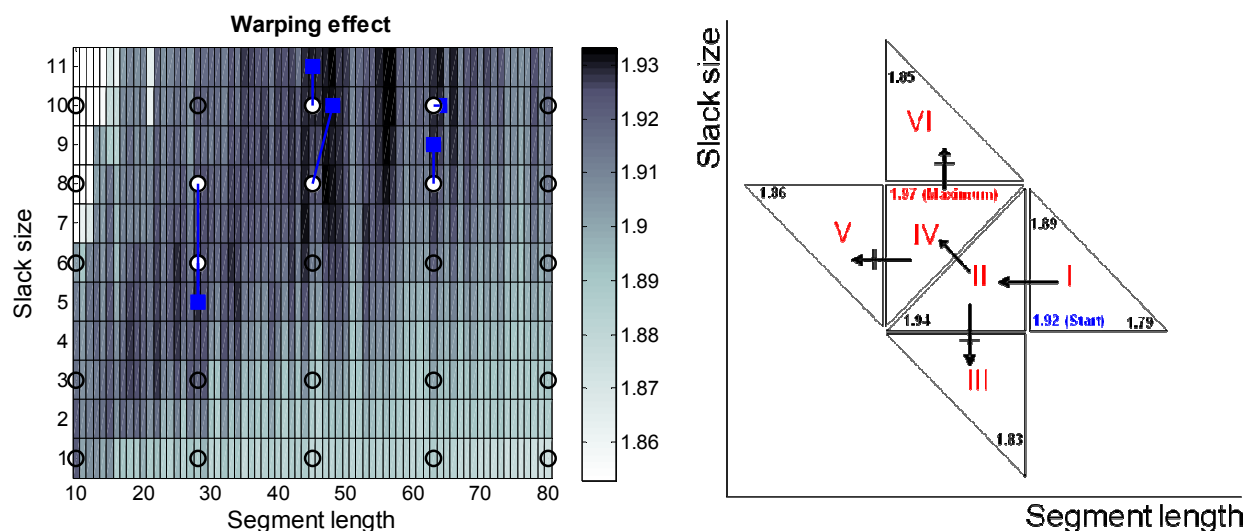 Warping effect
Slack size
11
10
9
8
7
6
5
4
3
2
1
10 20 30 40 50 60 70 80
Segment length
1.93
1.92
1.91
1.9
1.89
1.88
1.87
1.86
Slack size
1.85
VI
1.86 1.97 (Maximum) 1.89
V IV II I
1.94 1.92 (Start) 1.79
III
1.83
Segment length